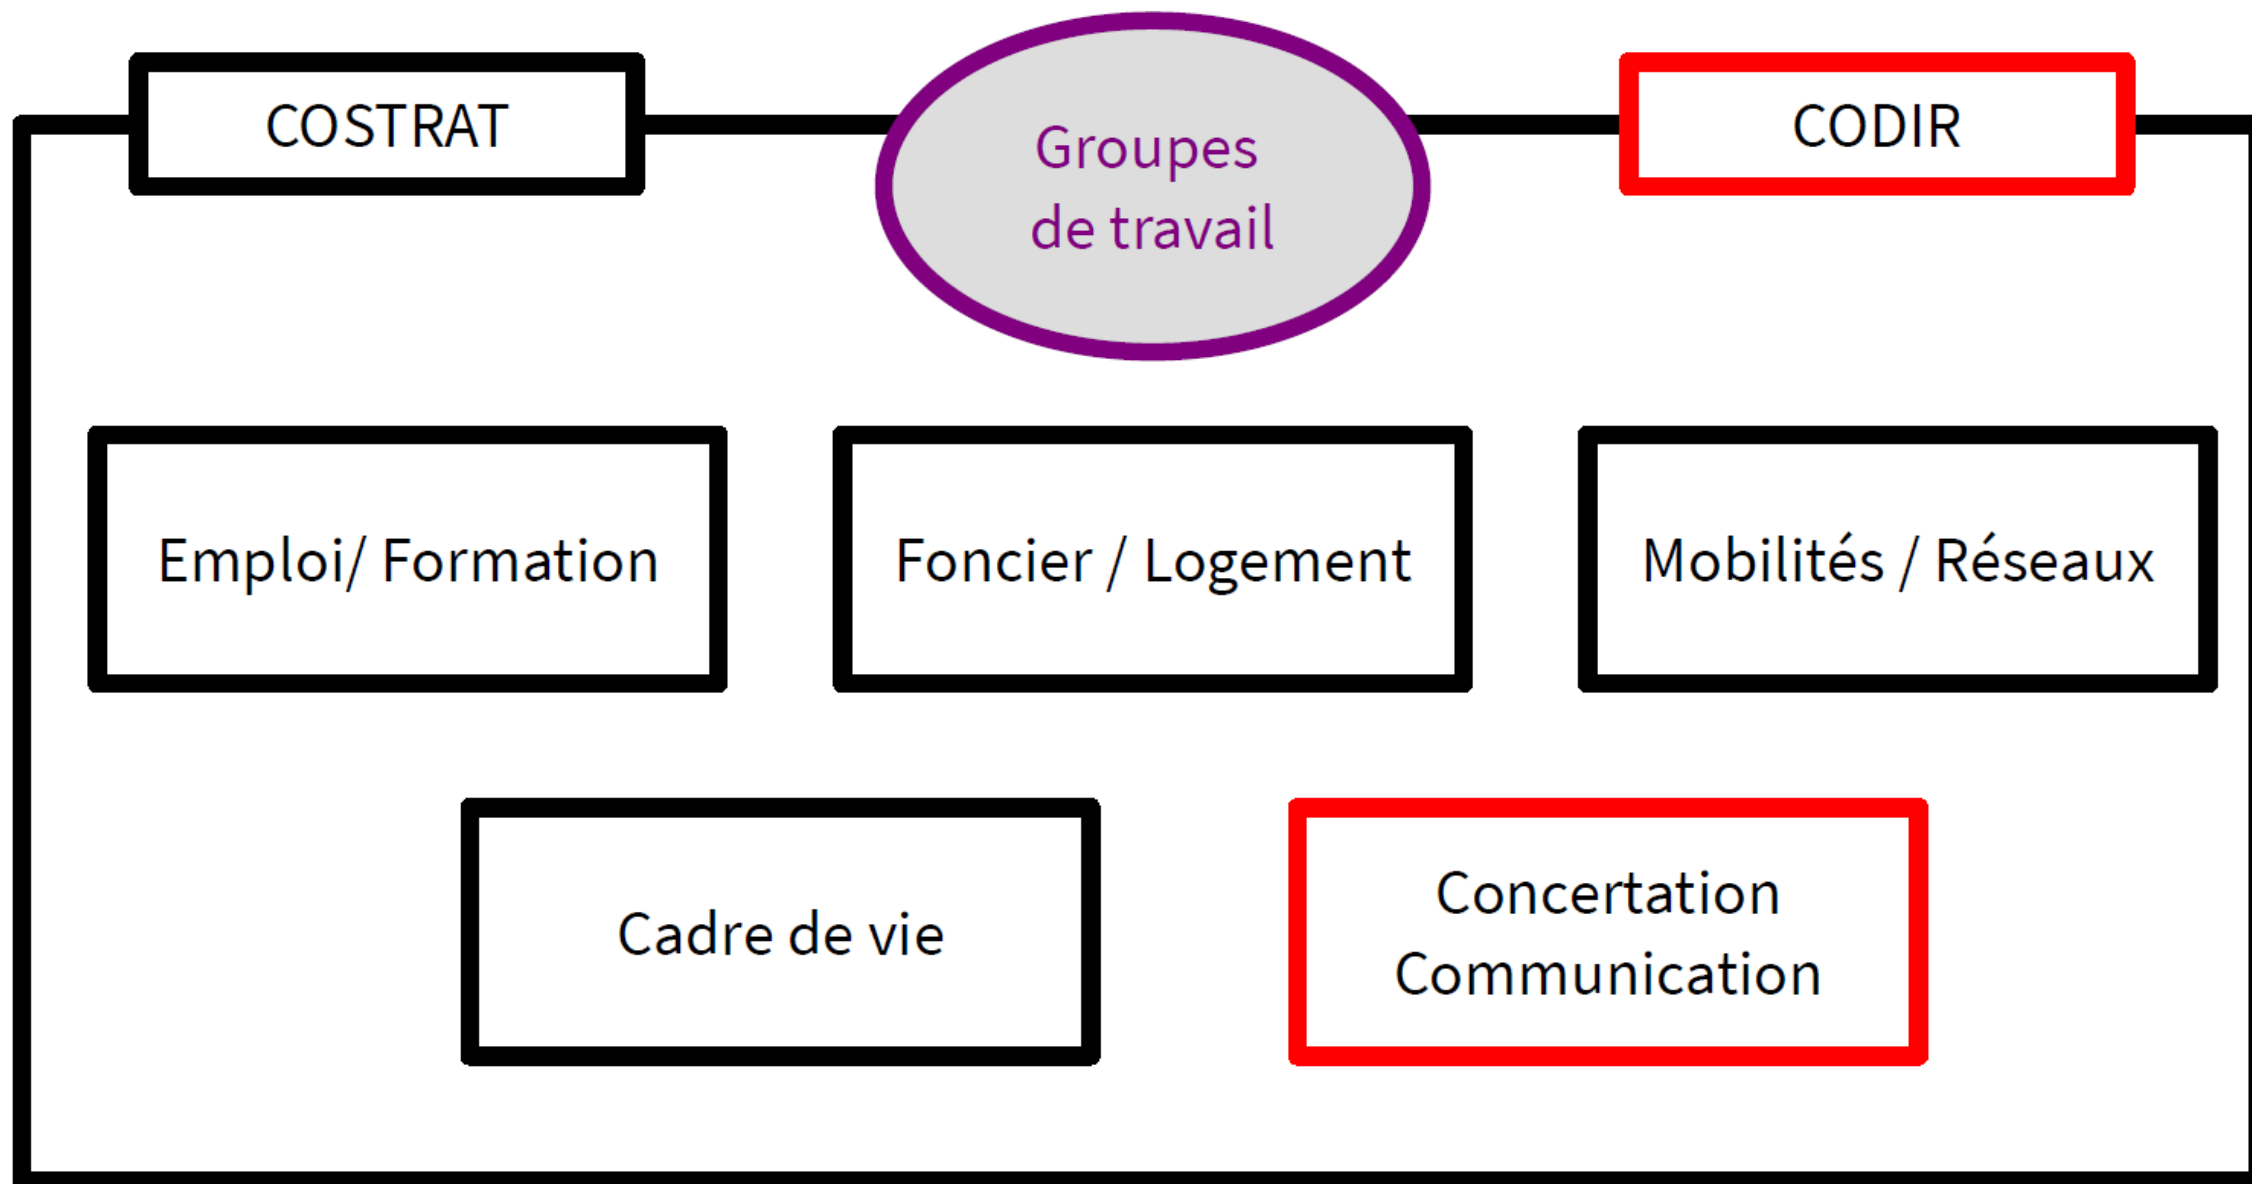 COSTRAT
Groupes
de travail
CODIR
Emploi/ Formation
Foncier / Logement
Mobilités / Réseaux
Cadre de vie
Concertation
Communication